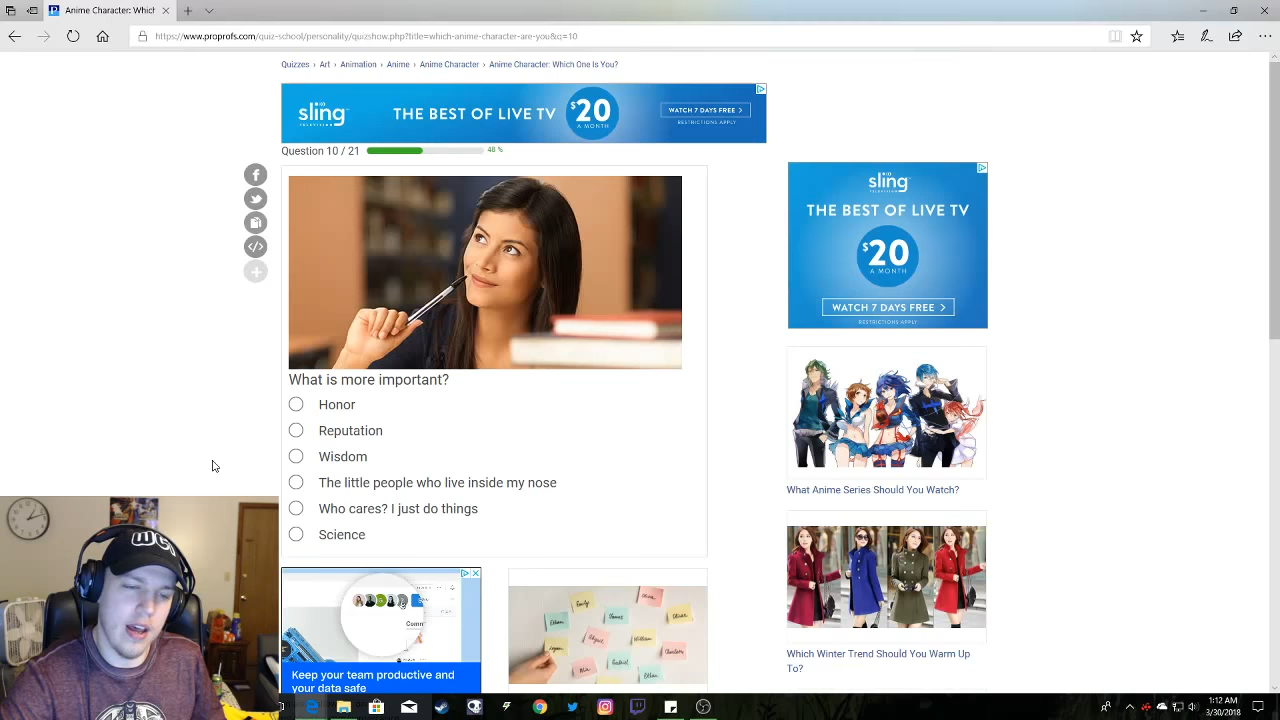 Anime Character: Whic
https://www.proprofs.com/quiz-school/personality/quizshow.php?title=which-anime-character-are-you&q=10
Quizzes › Art › Animation › Anime › Anime Character › Anime Character: Which One Is You?
sling
TELEVISION
THE BEST OF LIVE TV
$20
A MONTH
WATCH 7 DAYS FREE >
RESTRICTIONS APPLY
Question 10 / 21
48 %
sling
TELEVISION
THE BEST OF LIVE TV
$20
A MONTH
WATCH 7 DAYS FREE >
RESTRICTIONS APPLY
What is more important?
Honor
Reputation
Wisdom
The little people who live inside my nose
Who cares? I just do things
Science
What Anime Series Should You Watch?
Which Winter Trend Should You Warm Up
To?
Comn
Keep your team productive and
your data safe
Emily
Olivia
William
1:12 AM
3/30/2018